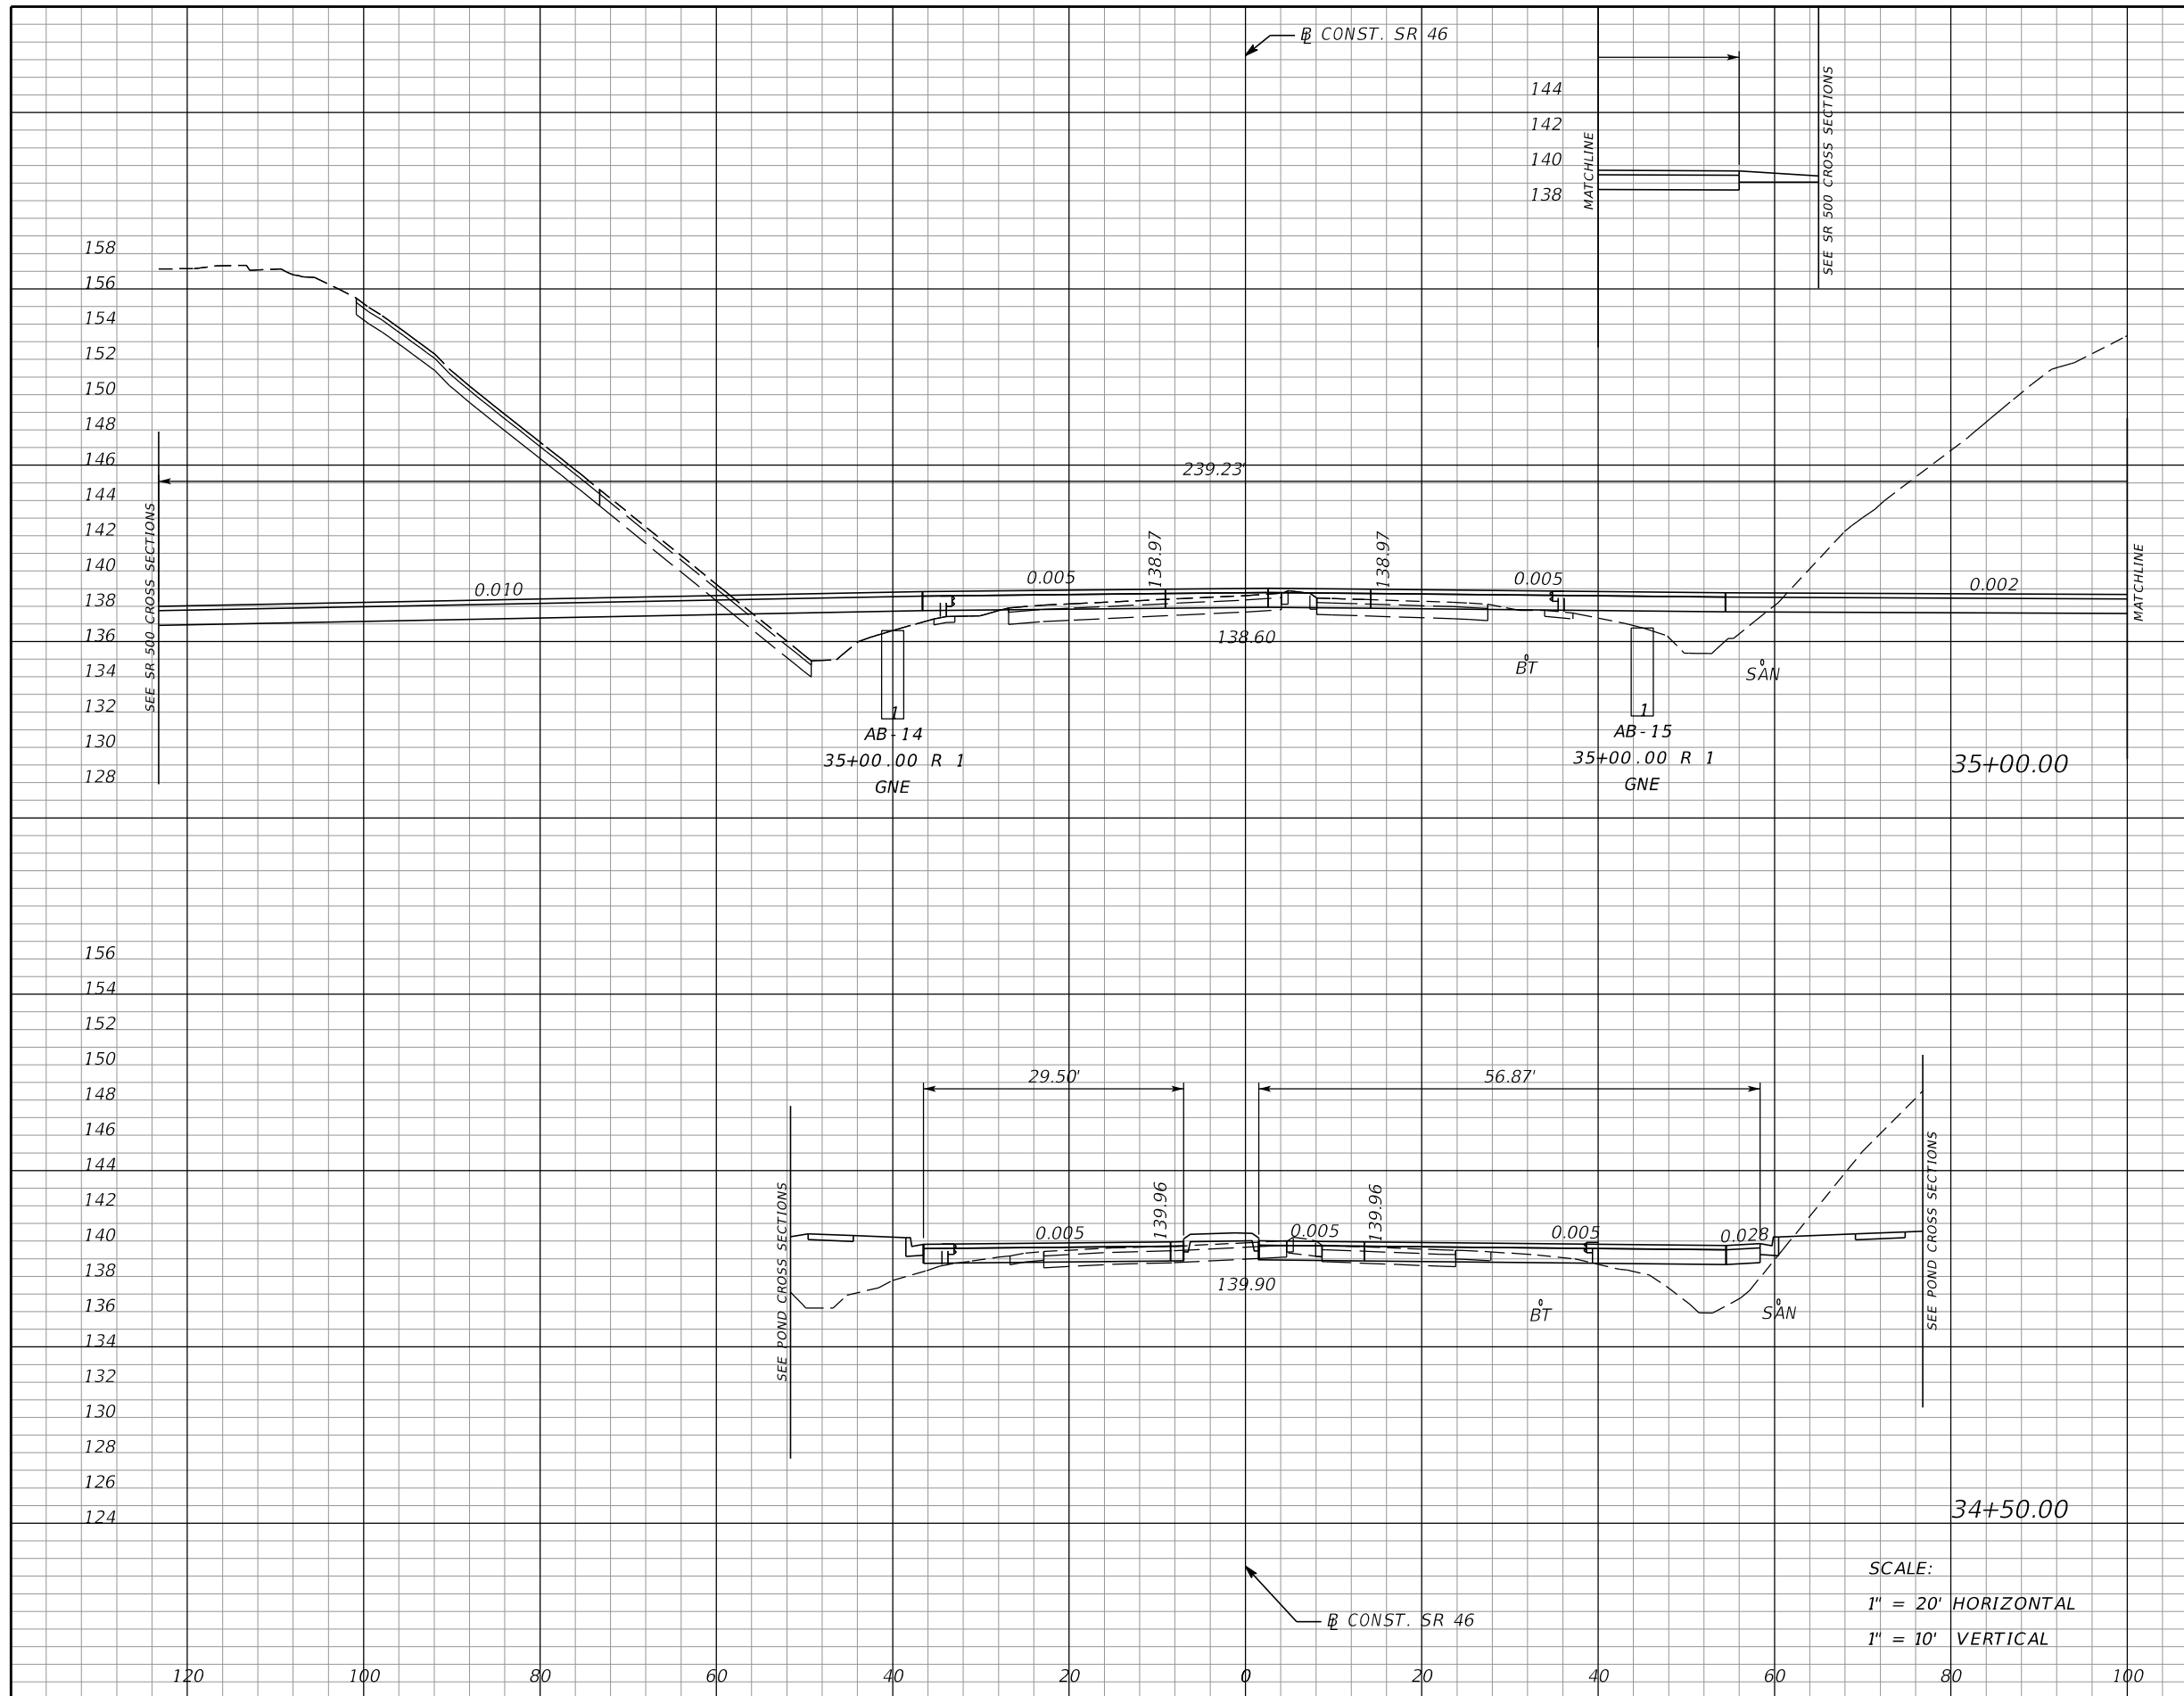 BL CONST. SR 46
144
142
140
138
MATCHLINE
SEE SR 500 CROSS SECTIONS
158
156
154
152
150
148
146
144
142
140
138
136
134
132
130
128
SEE SR 500 CROSS SECTIONS
239.23'
0.010
0.005
138.97
138.97
0.005
0.002
MATCHLINE
138.60
BT
SAN
1
AB-14
35+00.00 R 1
GNE
1
AB-15
35+00.00 R 1
GNE
35+00.00
156
154
152
150
148
146
144
142
140
138
136
134
132
130
128
126
124
29.50'
56.87'
SEE POND CROSS SECTIONS
0.005
139.96
0.005
139.96
0.005
0.028
SEE POND CROSS SECTIONS
139.90
BT
SAN
34+50.00
SCALE:
1" = 20' HORIZONTAL
1" = 10' VERTICAL
BL CONST. SR 46
120 100 80 60 40 20 0 20 40 60 80 100